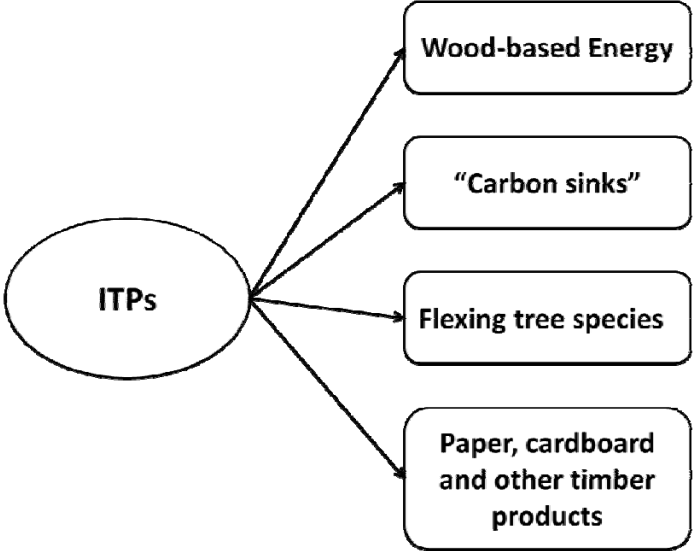 ITPs
Wood-based Energy
“Carbon sinks”
Flexing tree species
Paper, cardboard
and other timber
products